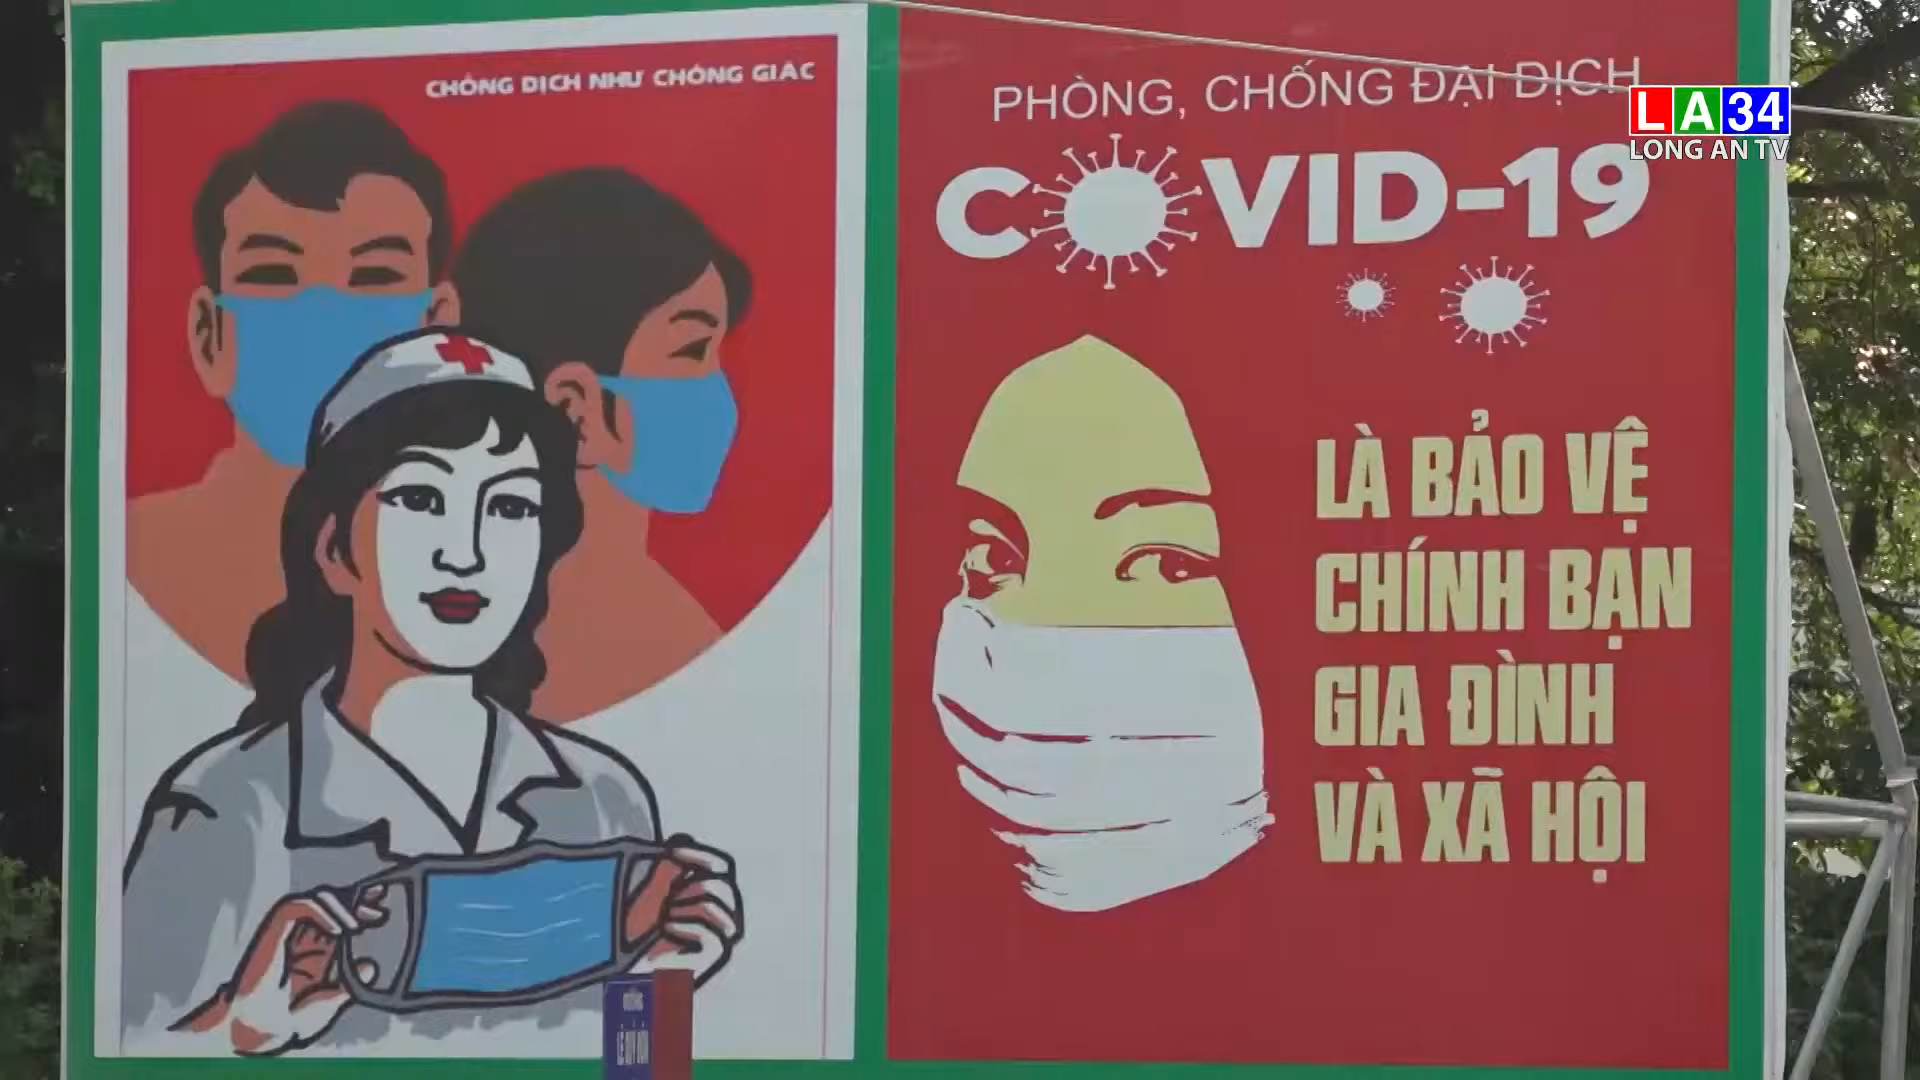 CHỐNG DỊCH NHƯ CHỐNG GIẶC
PHÒNG, CHỐNG ĐẠI DỊCH
COVID-19
LÀ BẢO VỆ
CHÍNH BẠN
GIA ĐÌNH
VÀ XÃ HỘI
LA34
LONG AN TV